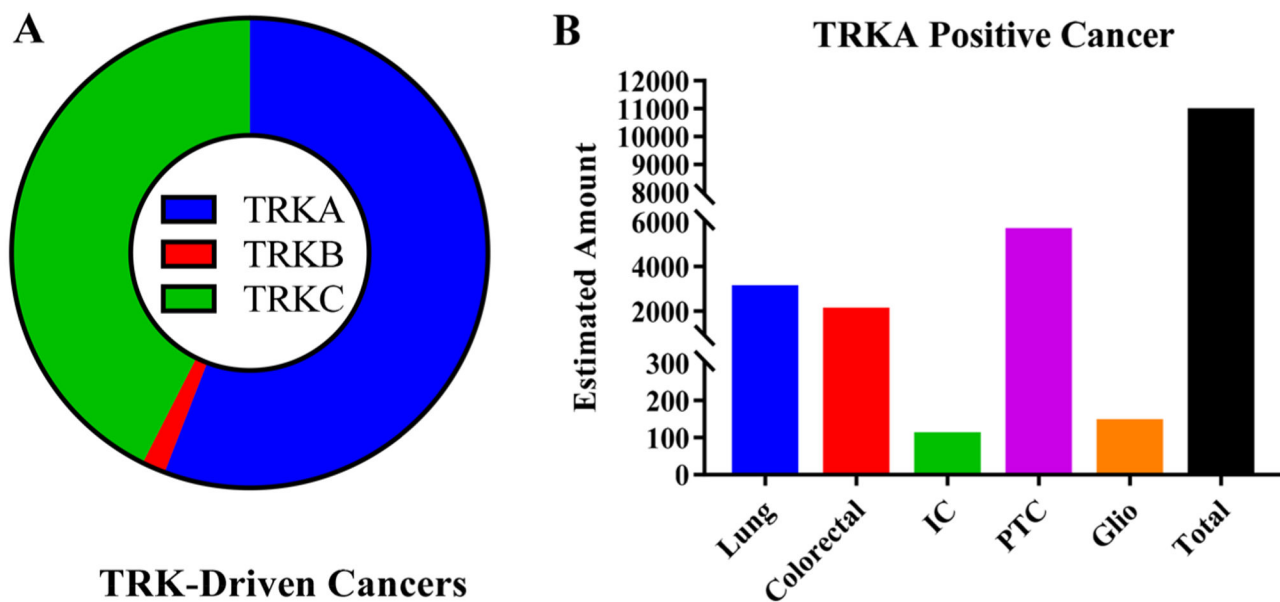 A
TRKA
TRKB
TRKC
TRK-Driven Cancers
B
TRKA Positive Cancer
Estimated Amount
12000
11000
10000
9000
8000
6000
4000
2000
300
200
100
0
Lung
Colorectal
IC
PTC
Glio
Total